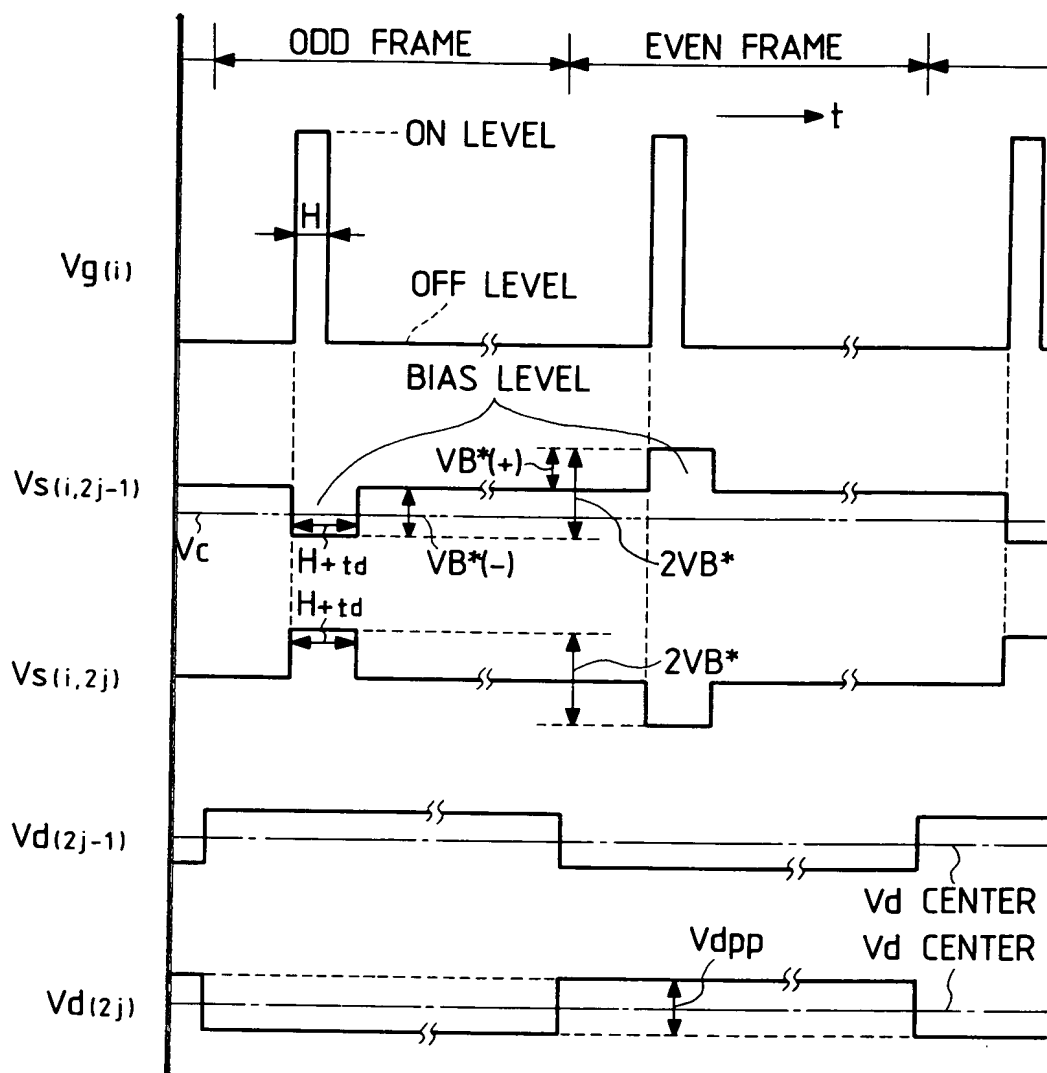 ODD FRAME
EVEN FRAME
t
ON LEVEL
H
Vg(i)
OFF LEVEL
BIAS LEVEL
VB*(+)
Vs(i,2j-1)
Vc
H+td
VB*(-)
2VB*
H+td
Vs(i,2j)
2VB*
Vd(2j-1)
Vd CENTER
Vdpp
Vd CENTER
Vd(2j)